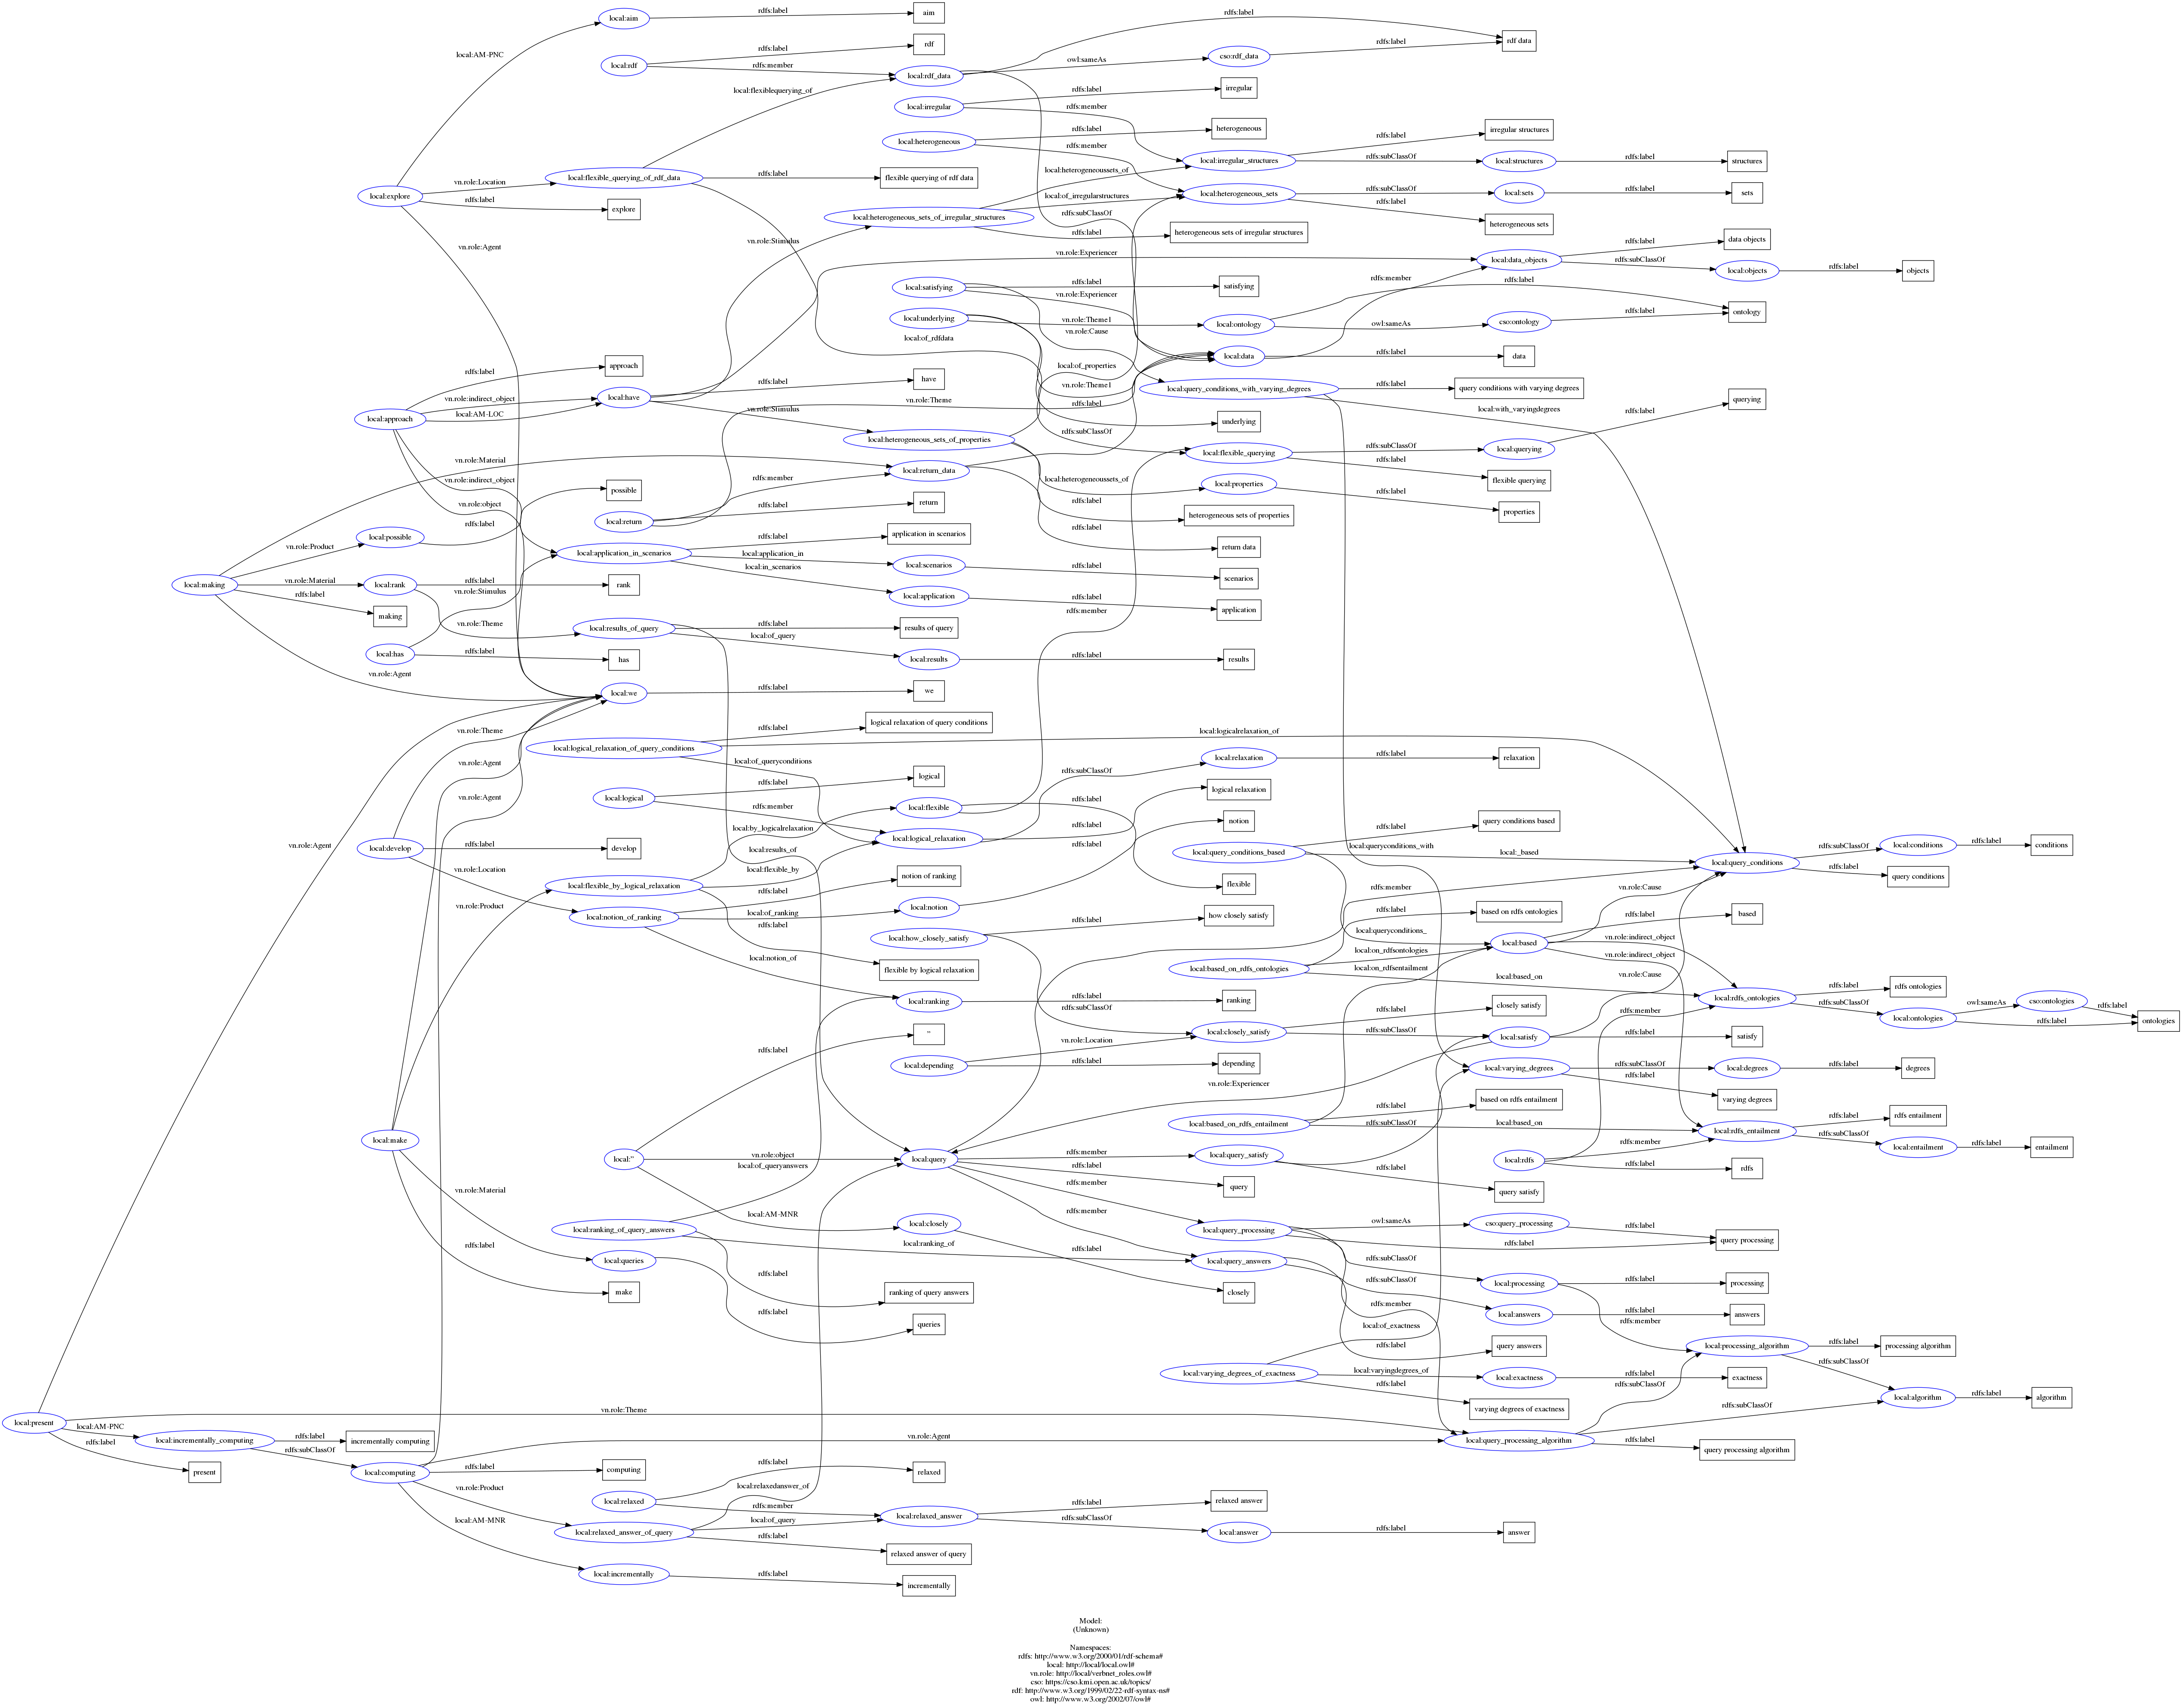 local:aim
rdfs:label
aim
local:AM-PNC
local:rdf
rdfs:label
rdf
rdfs:member
local:rdf_data
rdfs:label
owl:sameAs
cso:rdf_data
rdfs:label
rdf data
local:flexiblequerying_of
local:irregular
rdfs:label
irregular
rdfs:member
local:heterogeneous
rdfs:label
heterogeneous
rdfs:member
local:irregular_structures
rdfs:label
irregular structures
rdfs:subClassOf
local:structures
rdfs:label
structures
local:explore
vn.role:Location
local:flexible_querying_of_rdf_data
rdfs:label
flexible querying of rdf data
local:heterogeneoussets_of
rdfs:label
explore
vn.role:Agent
local:heterogeneous_sets_of_irregular_structures
local:of_irregularstructures
local:heterogeneous_sets
rdfs:subClassOf
local:sets
rdfs:label
sets
rdfs:label
heterogeneous sets
rdfs:subClassOf
rdfs:label
heterogeneous sets of irregular structures
vn.role:Stimulus
vn.role:Experiencer
local:data_objects
rdfs:label
data objects
rdfs:subClassOf
local:objects
rdfs:label
objects
local:satisfying
rdfs:label
satisfying
vn.role:Experiencer
rdfs:member
rdfs:label
local:underlying
vn.role:Theme1
vn.role:Cause
local:ontology
owl:sameAs
cso:ontology
rdfs:label
ontology
local:of_rdfdata
local:data
rdfs:label
data
local:approach
rdfs:label
approach
vn.role:indirect_object
local:AM-LOC
local:have
rdfs:label
have
local:of_properties
vn.role:Theme1
vn.role:Theme
rdfs:label
local:query_conditions_with_varying_degrees
rdfs:label
query conditions with varying degrees
local:with_varyingdegrees
rdfs:label
querying
vn.role:Stimulus
underlying
local:heterogeneous_sets_of_properties
rdfs:subClassOf
local:flexible_querying
rdfs:subClassOf
local:querying
rdfs:label
flexible querying
vn.role:Material
local:return_data
rdfs:member
local:heterogeneoussets_of
local:properties
rdfs:label
properties
vn.role:indirect_object
possible
vn.role:object
rdfs:label
local:return
rdfs:label
return
rdfs:label
heterogeneous sets of properties
rdfs:label
return data
local:possible
vn.role:Product
local:application_in_scenarios
rdfs:label
application in scenarios
local:application_in
local:scenarios
rdfs:label
scenarios
local:in_scenarios
local:application
rdfs:label
application
local:making
vn.role:Material
local:rank
rdfs:label
rank
vn.role:Stimulus
rdfs:label
making
rdfs:member
vn.role:Theme
local:results_of_query
rdfs:label
results of query
local:of_query
local:results
rdfs:label
results
local:has
rdfs:label
has
vn.role:Agent
local:we
rdfs:label
we
vn.role:Theme
local:logical_relaxation_of_query_conditions
rdfs:label
logical relaxation of query conditions
local:logicalrelaxation_of
vn.role:Agent
local:of_queryconditions
local:relaxation
rdfs:label
relaxation
rdfs:subClassOf
local:logical
rdfs:label
logical
rdfs:member
vn.role:Agent
local:flexible
rdfs:label
logical relaxation
local:by_logicalrelaxation
local:logical_relaxation
rdfs:label
notion
rdfs:label
query conditions based
vn.role:Agent
local:develop
rdfs:label
develop
local:results_of
local:query_conditions_based
local:_based
local:queryconditions_with
local:query_conditions
rdfs:subClassOf
local:conditions
rdfs:label
conditions
rdfs:label
query conditions
vn.role:Location
local:flexible_by_logical_relaxation
local:flexible_by
rdfs:label
notion of ranking
rdfs:label
flexible
rdfs:member
vn.role:Cause
vn.role:Product
local:notion_of_ranking
local:of_ranking
local:notion
rdfs:label
rdfs:label
how closely satisfy
rdfs:label
based on rdfs ontologies
rdfs:label
based
local:how_closely_satisfy
local:queryconditions_
local:based
vn.role:indirect_object
local:notion_of
flexible by logical relaxation
local:based_on_rdfs_ontologies
local:on_rdfsontologies
local:on_rdfsentailment
local:based_on
vn.role:indirect_object
vn.role:Cause
local:ranking
rdfs:label
ranking
rdfs:subClassOf
local:rdfs_ontologies
rdfs:label
rdfs ontologies
rdfs:subClassOf
local:ontologies
owl:sameAs
cso:ontologies
rdfs:label
rdfs:label
ontologies
rdfs:label
"
local:closely_satisfy
rdfs:label
closely satisfy
rdfs:subClassOf
local:satisfy
rdfs:member
rdfs:label
satisfy
local:depending
vn.role:Location
rdfs:label
depending
vn.role:Experiencer
local:varying_degrees
rdfs:subClassOf
local:degrees
rdfs:label
degrees
rdfs:label
varying degrees
local:based_on_rdfs_entailment
rdfs:label
based on rdfs entailment
rdfs:subClassOf
local:based_on
local:rdfs_entailment
rdfs:label
rdfs entailment
rdfs:subClassOf
local:entailment
rdfs:label
entailment
local:make
local:"
vn.role:object
local:of_queryanswers
local:query
rdfs:member
local:query_satisfy
rdfs:label
query satisfy
rdfs:label
query
local:rdfs
rdfs:member
rdfs:label
rdfs
vn.role:Material
local:AM-MNR
rdfs:member
local:closely
rdfs:member
local:ranking_of_query_answers
local:ranking_of
local:query_processing
owl:sameAs
cso:query_processing
rdfs:label
rdfs:label
query processing
rdfs:label
local:queries
rdfs:label
rdfs:label
local:query_answers
rdfs:subClassOf
rdfs:subClassOf
local:processing
rdfs:label
processing
make
ranking of query answers
closely
rdfs:member
local:answers
rdfs:label
answers
rdfs:member
rdfs:label
queries
local:of_exactness
rdfs:label
query answers
local:processing_algorithm
rdfs:label
processing algorithm
local:varying_degrees_of_exactness
local:varyingdegrees_of
local:exactness
rdfs:label
exactness
rdfs:subClassOf
rdfs:label
varying degrees of exactness
rdfs:subClassOf
rdfs:subClassOf
local:algorithm
rdfs:label
algorithm
local:present
vn.role:Theme
local:AM-PNC
rdfs:label
local:incrementally_computing
rdfs:label
incrementally computing
rdfs:subClassOf
vn.role:Agent
local:query_processing_algorithm
rdfs:label
query processing algorithm
present
local:computing
rdfs:label
computing
rdfs:label
relaxed
vn.role:Product
local:relaxedanswer_of
local:relaxed
rdfs:member
local:relaxed_answer
rdfs:label
relaxed answer
rdfs:subClassOf
local:answer
rdfs:label
answer
local:AM-MNR
local:relaxed_answer_of_query
local:of_query
rdfs:label
relaxed answer of query
local:incrementally
rdfs:label
incrementally
Model:
(Unknown)
Namespaces:
rdfs: http://www.w3.org/2000/01/rdf-schema#
local: http://local/local.owl#
vn.role: http://local/verbnet_roles.owl#
cso: https://cso.kmi.open.ac.uk/topics/
rdf: http://www.w3.org/1999/02/22-rdf-syntax-ns#
owl: http://www.w3.org/2002/07/owl#